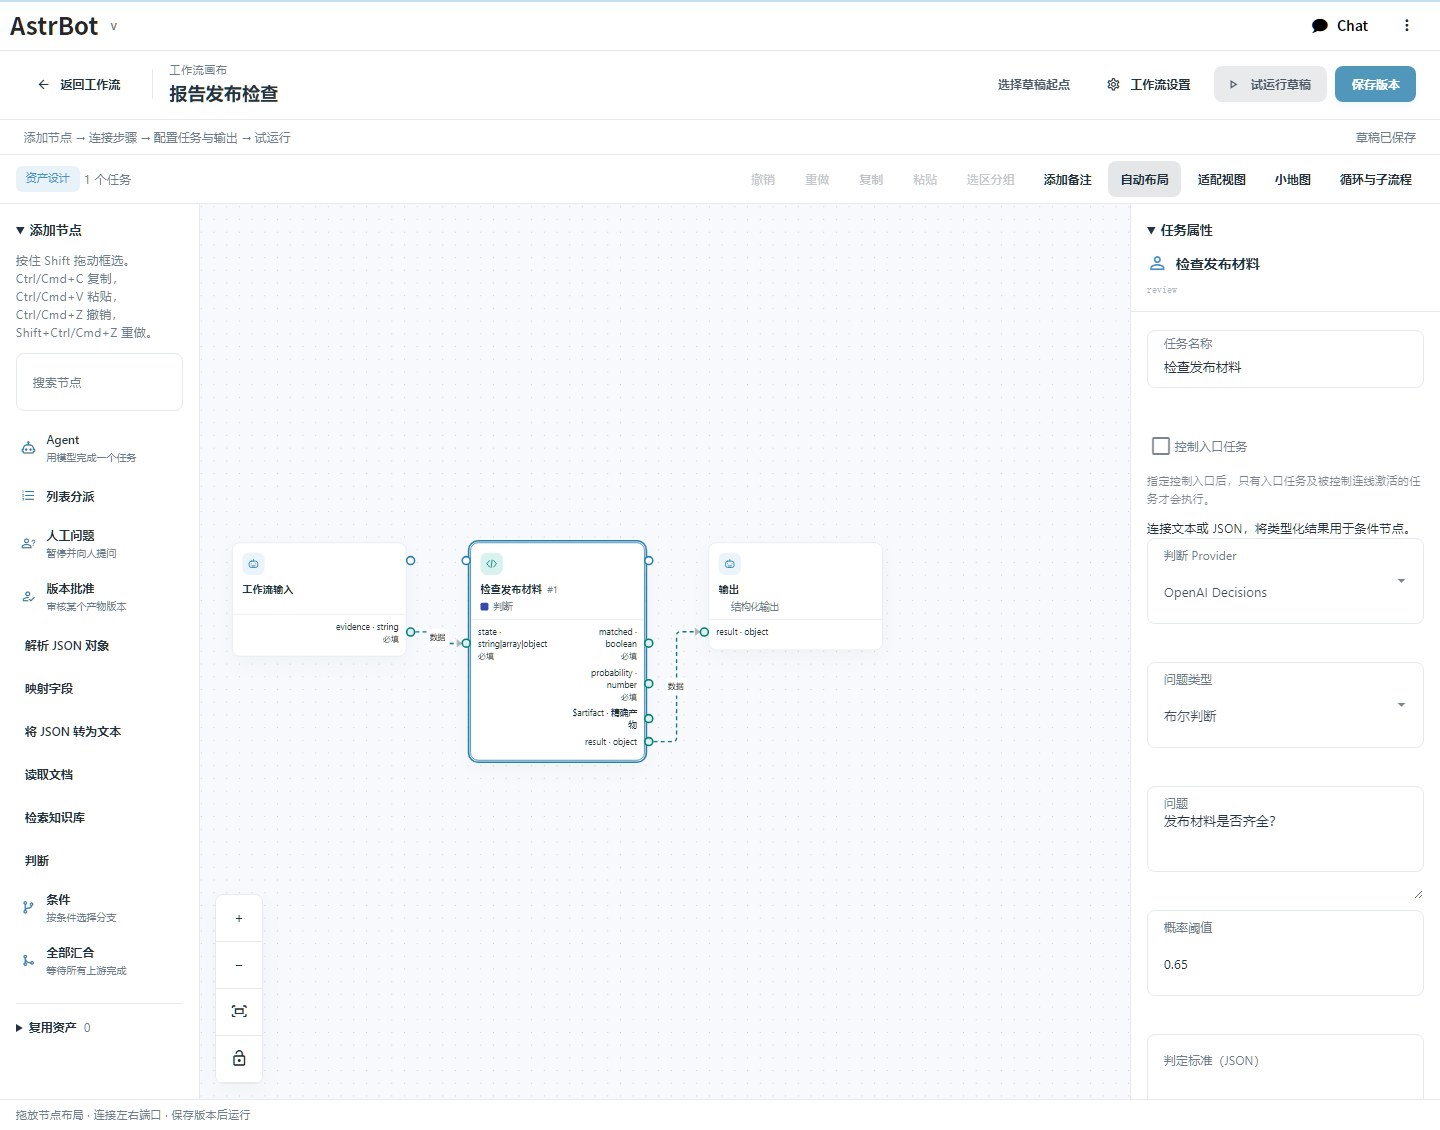 AstrBot v
Chat
返回工作流
工作流画布
报告发布检查
选择草稿起点
工作流设置
试运行草稿
保存版本
添加节点 → 连接步骤 → 配置任务与输出 → 试运行
草稿已保存
资产设计 1 个任务
撤销
重做
复制
粘贴
选区分组
添加备注
自动布局
适配视图
小地图
循环与子流程
▼ 添加节点
按住 Shift 拖动框选。
Ctrl/Cmd+C 复制，
Ctrl/Cmd+V 粘贴，
Ctrl/Cmd+Z 撤销，
Shift+Ctrl/Cmd+Z 重做。
搜索节点
Agent
用模型完成一个任务
列表分派
人工问题
暂停并向人提问
版本批准
审核某个产物版本
解析 JSON 对象
映射字段
将 JSON 转为文本
读取文档
检索知识库
判断
条件
按条件选择分支
全部汇合
等待所有上游完成
复用资产 0
工作流输入
evidence · string
必填
数据
检查发布材料 #1
判断
state ·
string|array|object
必填
matched ·
boolean
必填
probability ·
number
必填
$artifact · 精确产
物
result · object
数据
输出
结构化输出
result · object
+
−
▼ 任务属性
检查发布材料
review
任务名称
检查发布材料
控制入口任务
指定控制入口后，只有入口任务及被控制连线激活的任
务才会执行。
连接文本或 JSON，将类型化结果用于条件节点。
判断 Provider
OpenAI Decisions
问题类型
布尔判断
问题
发布材料是否齐全？
概率阈值
0.65
判定标准（JSON）
拖放节点布局 · 连接左右端口 · 保存版本后运行